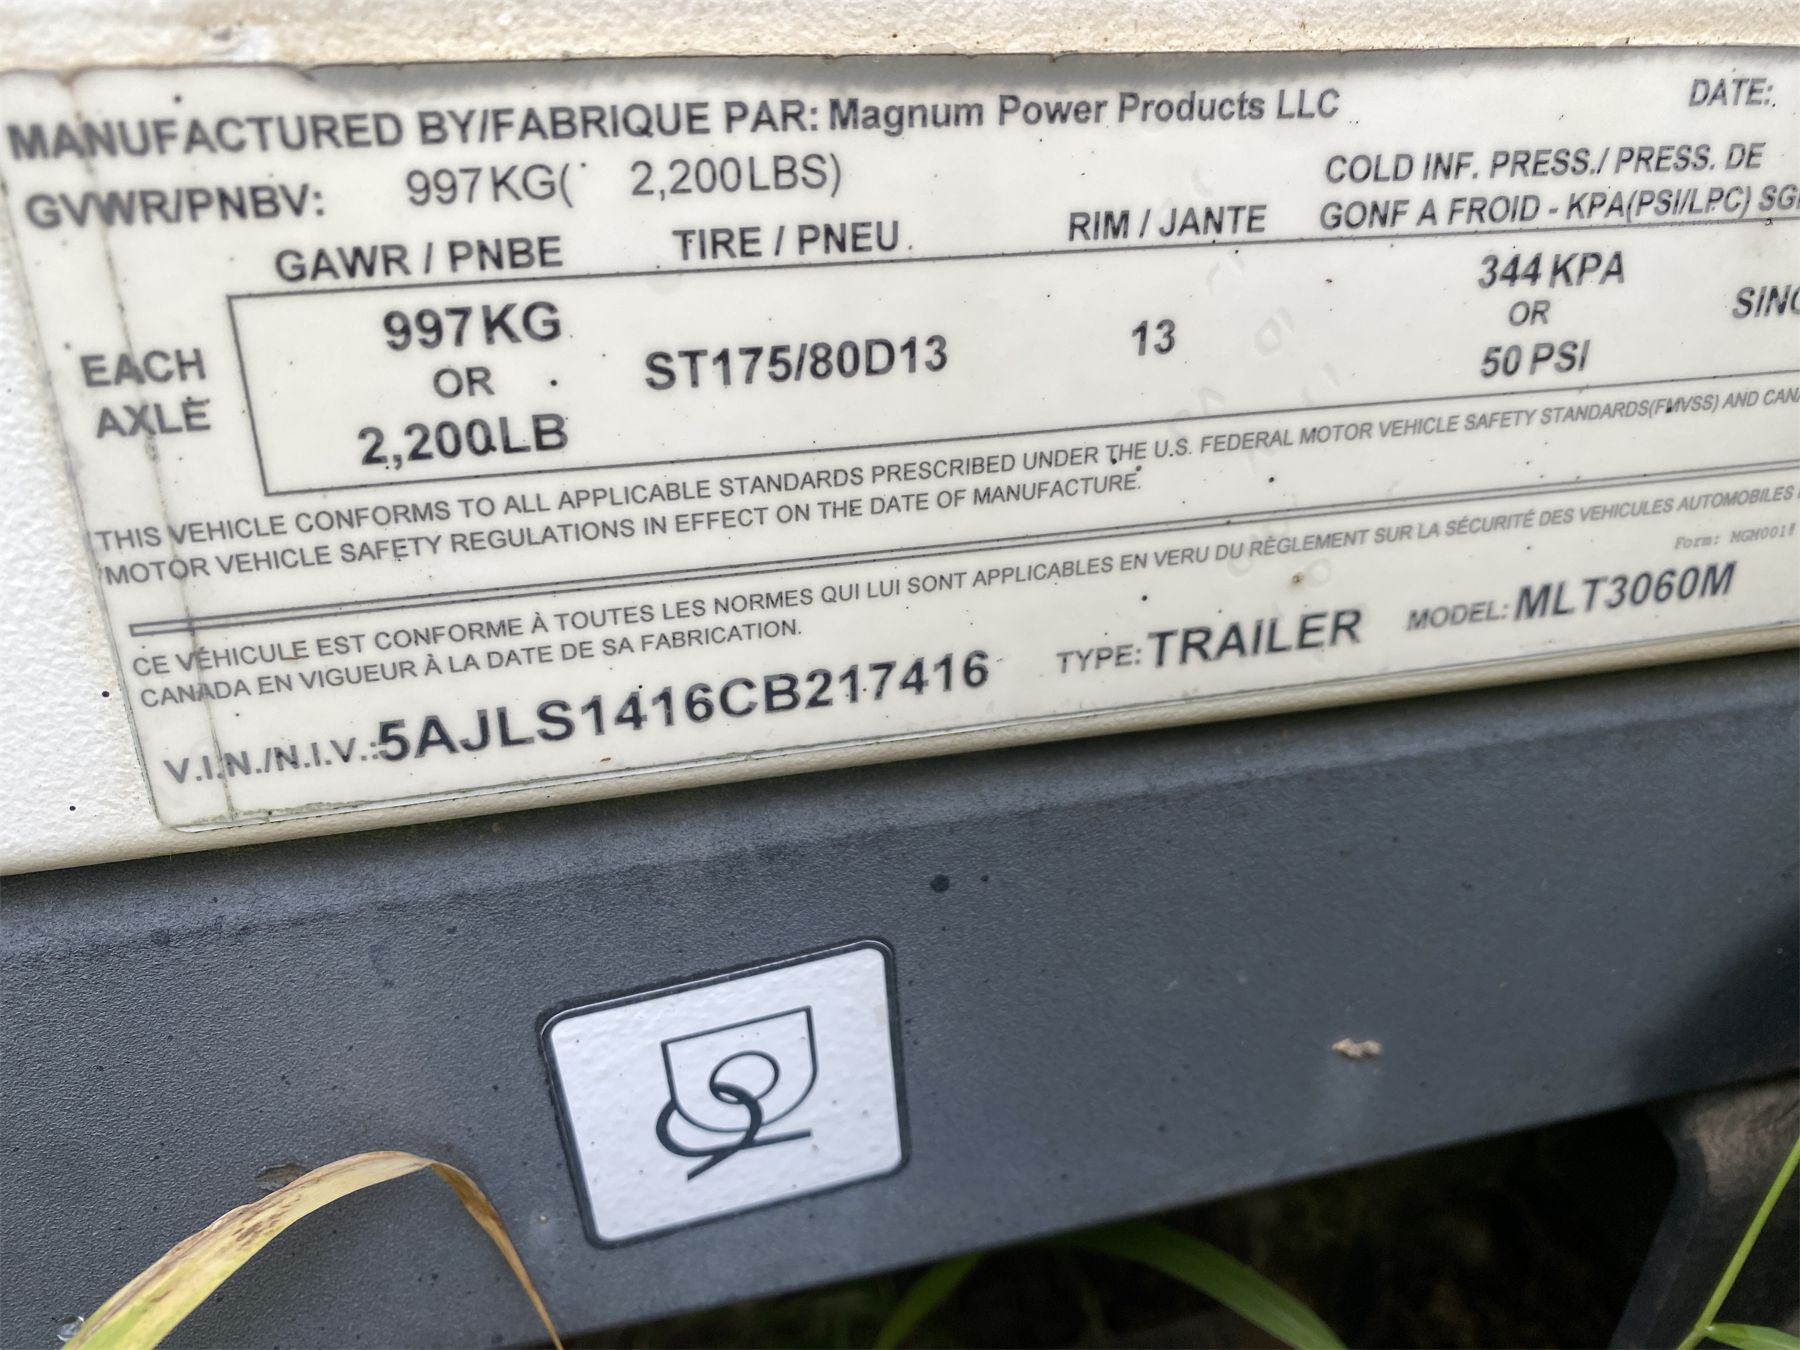 MANUFACTURED BY/FABRIQUE PAR: Magnum Power Products LLC DATE:
GVWR/PNBV: 997KG( 2,200LBS)
COLD INF. PRESS./ PRESS. DE
GAWR / PNBE TIRE / PNEU RIM / JANTE GONF A FROID - KPA(PSI/LPC)
EACH AXLE
997KG
OR
2,200LB
ST175/80D13
13
344 KPA
OR
50 PSI
THIS VEHICLE CONFORMS TO ALL APPLICABLE STANDARDS PRESCRIBED UNDER THE U.S. FEDERAL MOTOR VEHICLE SAFETY STANDARDS(FMVSS) AND
MOTOR VEHICLE SAFETY REGULATIONS IN EFFECT ON THE DATE OF MANUFACTURE.
CE VÉHICULE EST CONFORME À TOUTES LES NORMES QUI LUI SONT APPLICABLES EN VERU DU RÈGLEMENT SUR LA SÉCURITÉ DES VEHICULES AUTOMOBILES
CANADA EN VIGUEUR À LA DATE DE SA FABRICATION.
Form:
V.I.N./N.I.V.:5AJLS1416CB217416 TYPE: TRAILER MODEL: MLT3060M